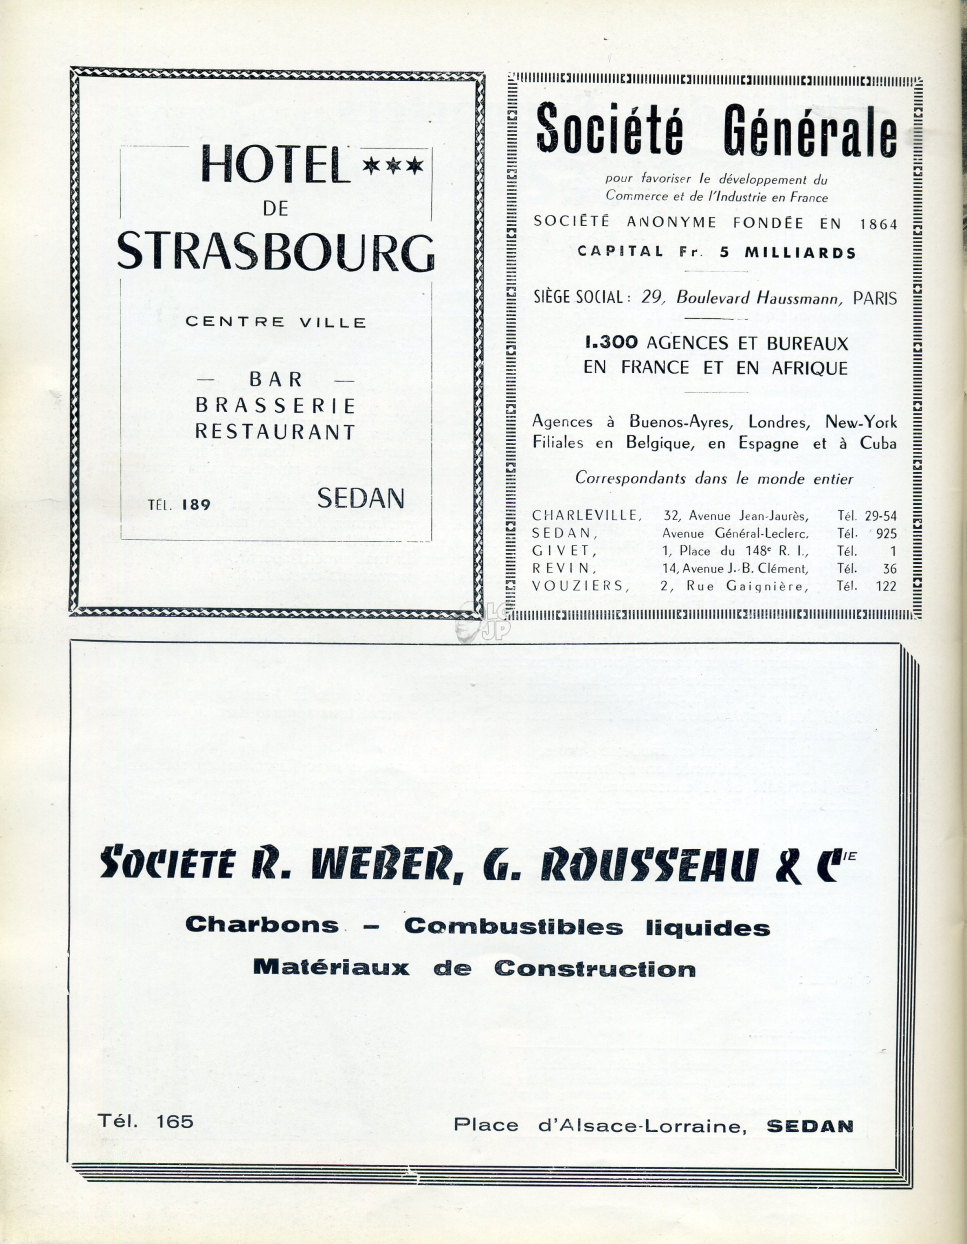 HOTEL ★★★
DE
STRASBOURG
CENTRE VILLE
— BAR —
BRASSERIE
RESTAURANT
TÉL. 189 SEDAN
Société Générale
pour favoriser le développement du
Commerce et de l'Industrie en France
SOCIÉTÉ ANONYME FONDÉE EN 1864
CAPITAL Fr. 5 MILLIARDS
SIÈGE SOCIAL : 29, Boulevard Haussmann, PARIS
1.300 AGENCES ET BUREAUX
EN FRANCE ET EN AFRIQUE
Agences à Buenos-Ayres, Londres, New-York
Filiales en Belgique, en Espagne et à Cuba
Correspondants dans le monde entier
CHARLEVILLE, 32, Avenue Jean-Jaurès, Tél. 29-54
SEDAN, Avenue Général-Leclerc. Tél. 925
GIVET, 1, Place du 148e R. I., Tél. 1
REVIN, 14, Avenue J.-B. Clément, Tél. 36
VOUZIERS, 2, Rue Gaignière, Tél. 122
LG
JP
SOCIÉTÉ R. WEBER, G. ROUSSEAU & CIE
Charbons - Combustibles liquides
Matériaux de Construction
Tél. 165 Place d'Alsace-Lorraine, SEDAN